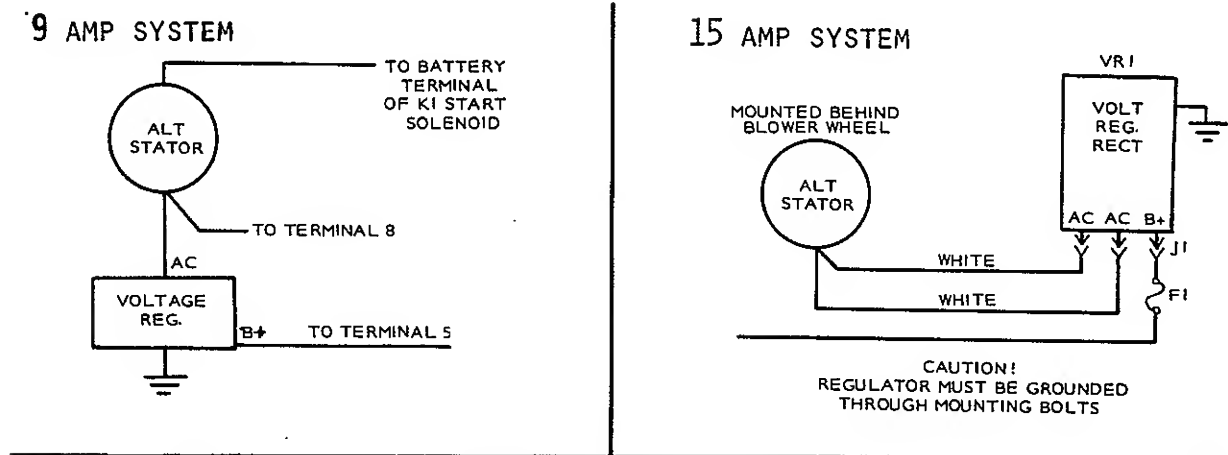 9 AMP SYSTEM
TO BATTERY
TERMINAL
OF K1 START
SOLENOID
ALT
STATOR
TO TERMINAL 8
AC
VOLTAGE
REG.
B+
TO TERMINAL 5
15 AMP SYSTEM
VR1
MOUNTED BEHIND
BLOWER WHEEL
VOLT
REG.
RECT
ALT
STATOR
AC AC B+
J1
WHITE
F1
WHITE
CAUTION!
REGULATOR MUST BE GROUNDED
THROUGH MOUNTING BOLTS